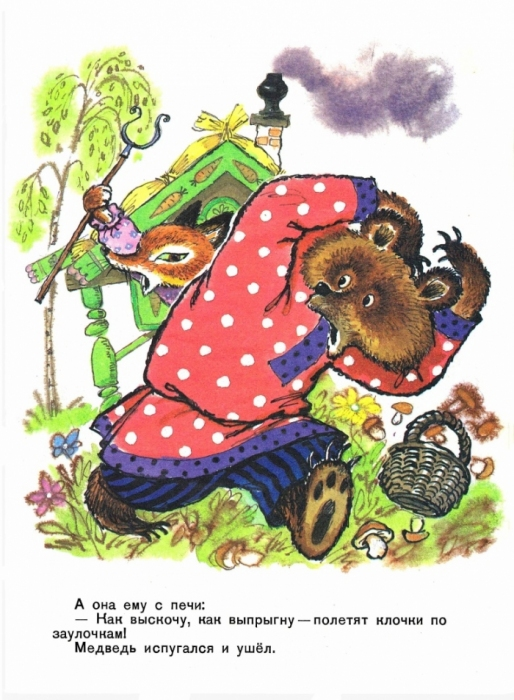 А она ему с печи:
— Как выскочу, как выпрыгну — полетят клочки по
заулочкам!
Медведь испугался и ушёл.